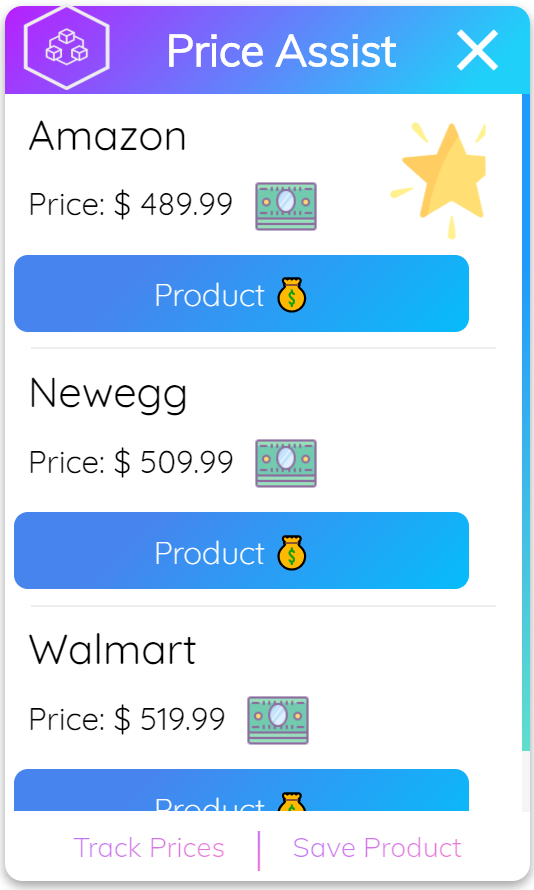 Price Assist
Amazon
Price: $ 489.99
Product
Newegg
Price: $ 509.99
Product
Walmart
Price: $ 519.99
Product
Track Prices | Save Product